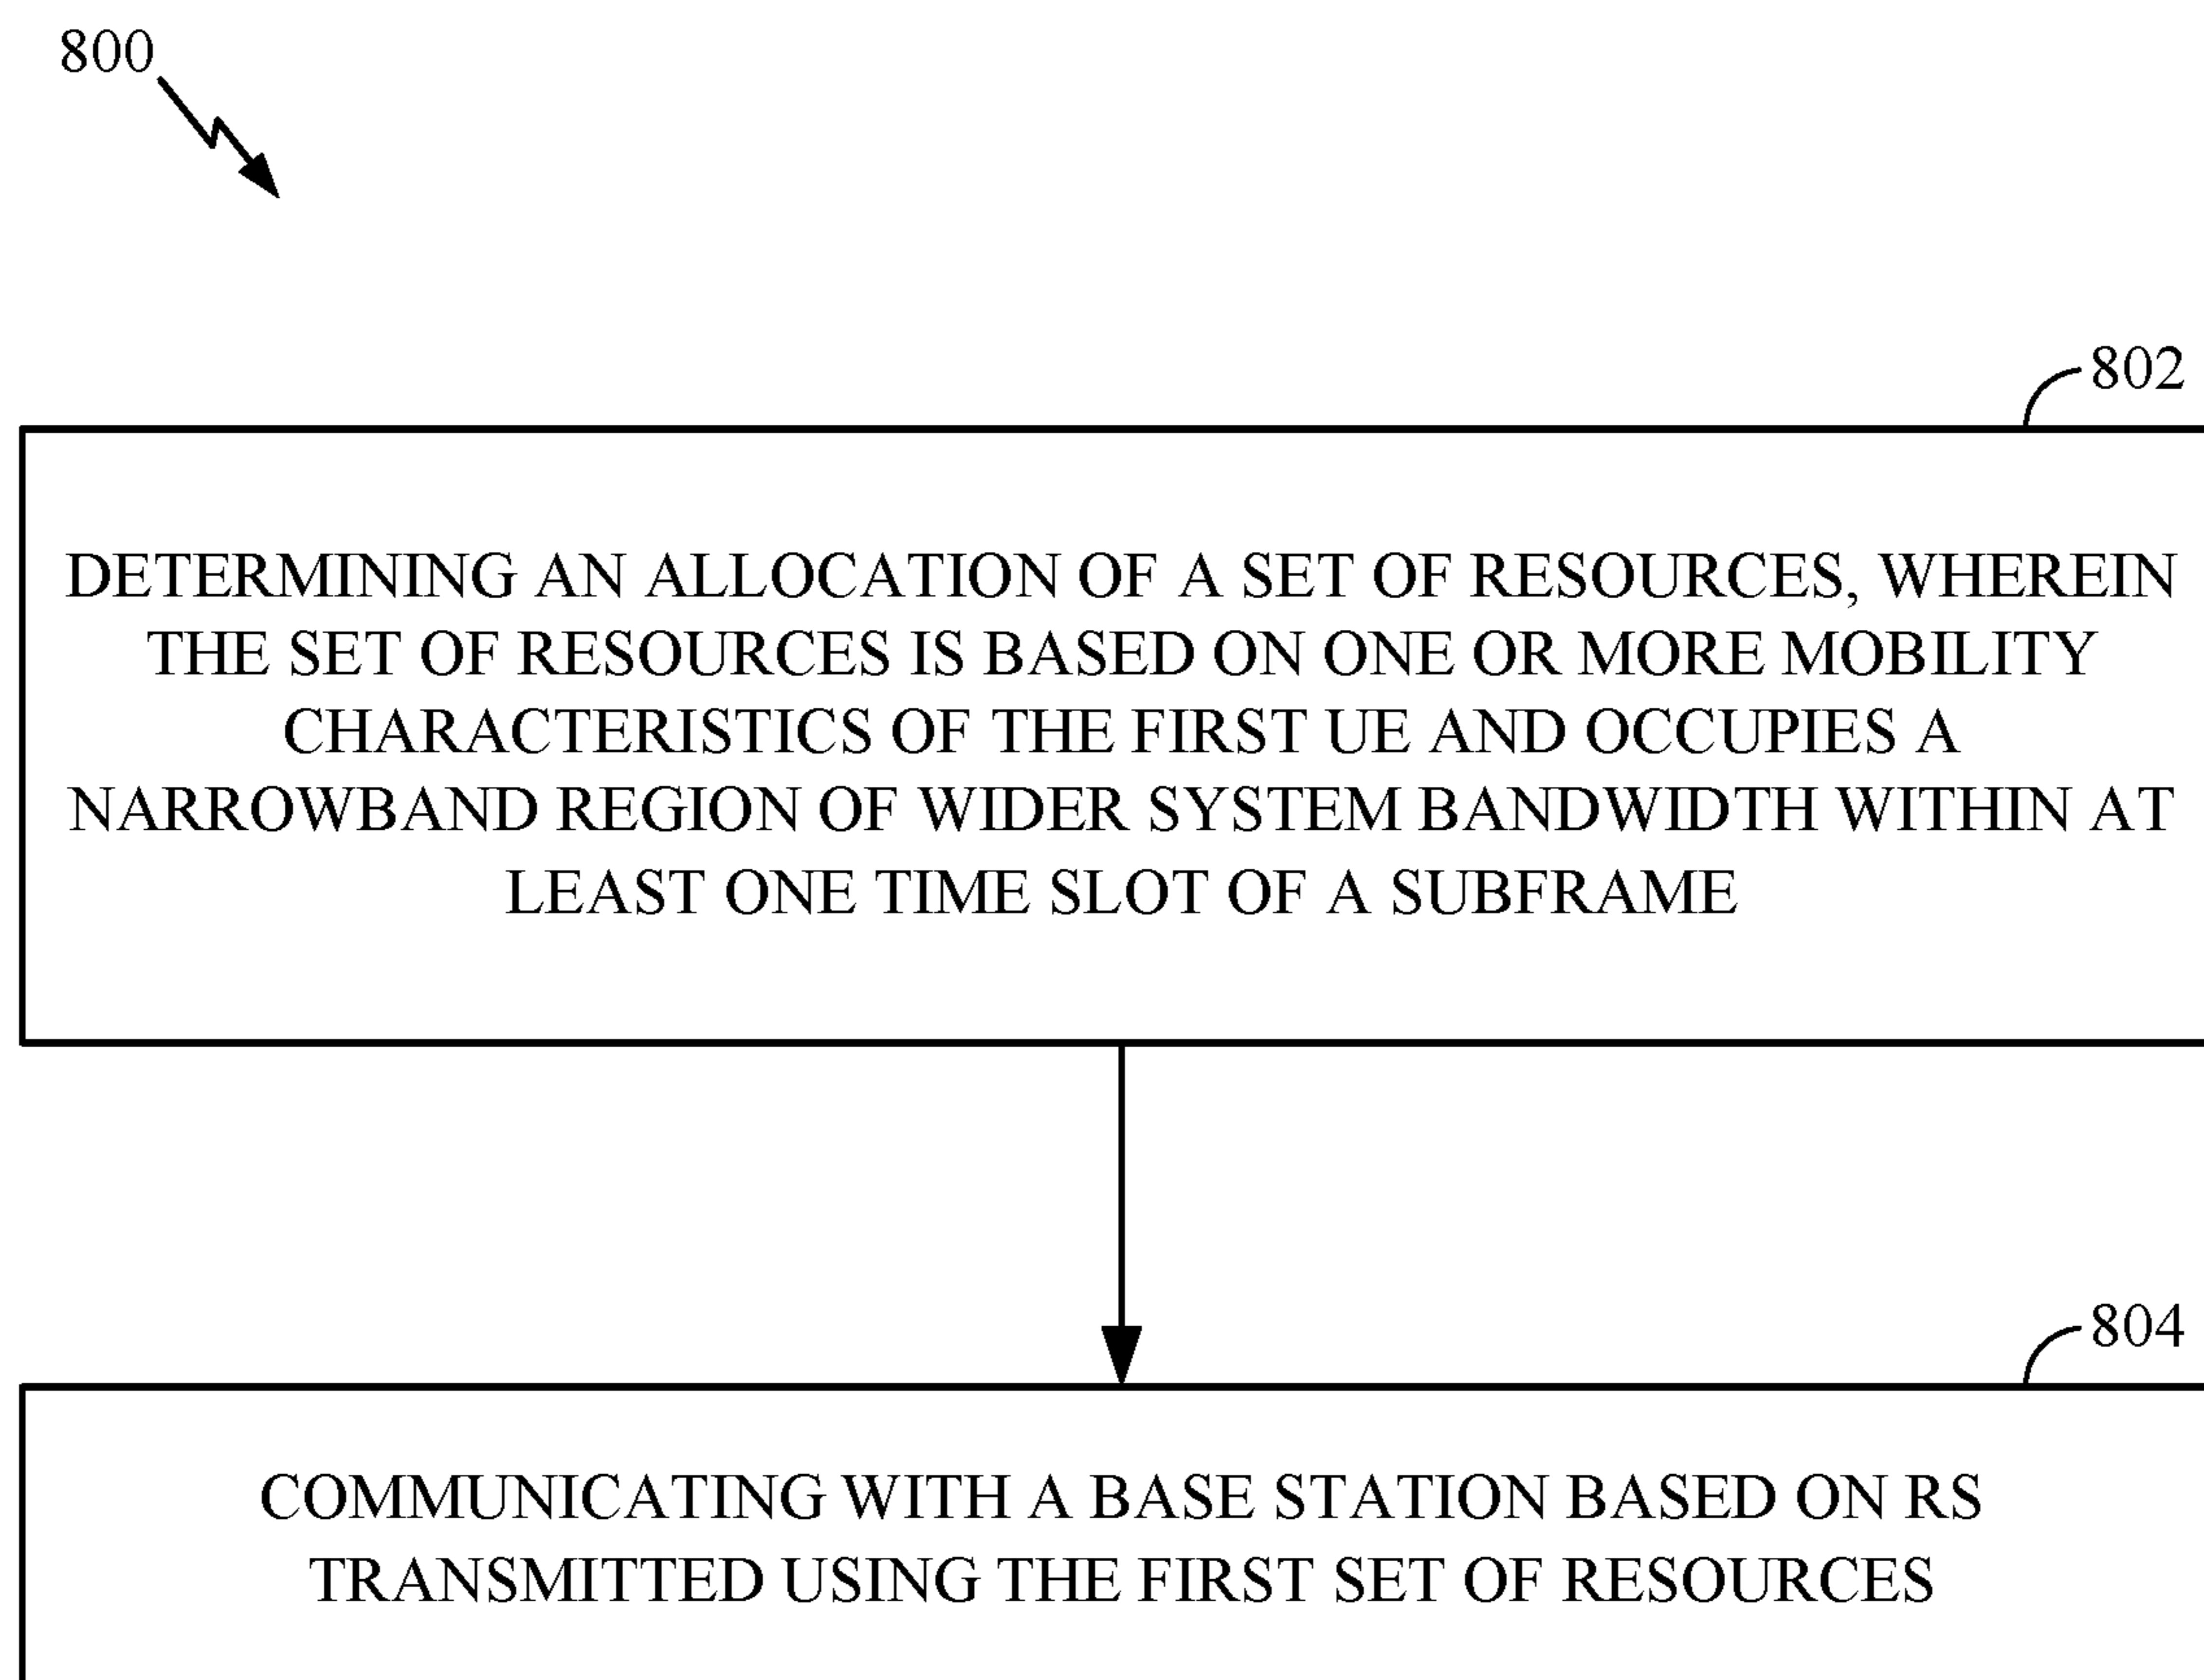 800
802
DETERMINING AN ALLOCATION OF A SET OF RESOURCES, WHEREIN
THE SET OF RESOURCES IS BASED ON ONE OR MORE MOBILITY
CHARACTERISTICS OF THE FIRST UE AND OCCUPIES A
NARROWBAND REGION OF WIDER SYSTEM BANDWIDTH WITHIN AT
LEAST ONE TIME SLOT OF A SUBFRAME
804
COMMUNICATING WITH A BASE STATION BASED ON RS
TRANSMITTED USING THE FIRST SET OF RESOURCES